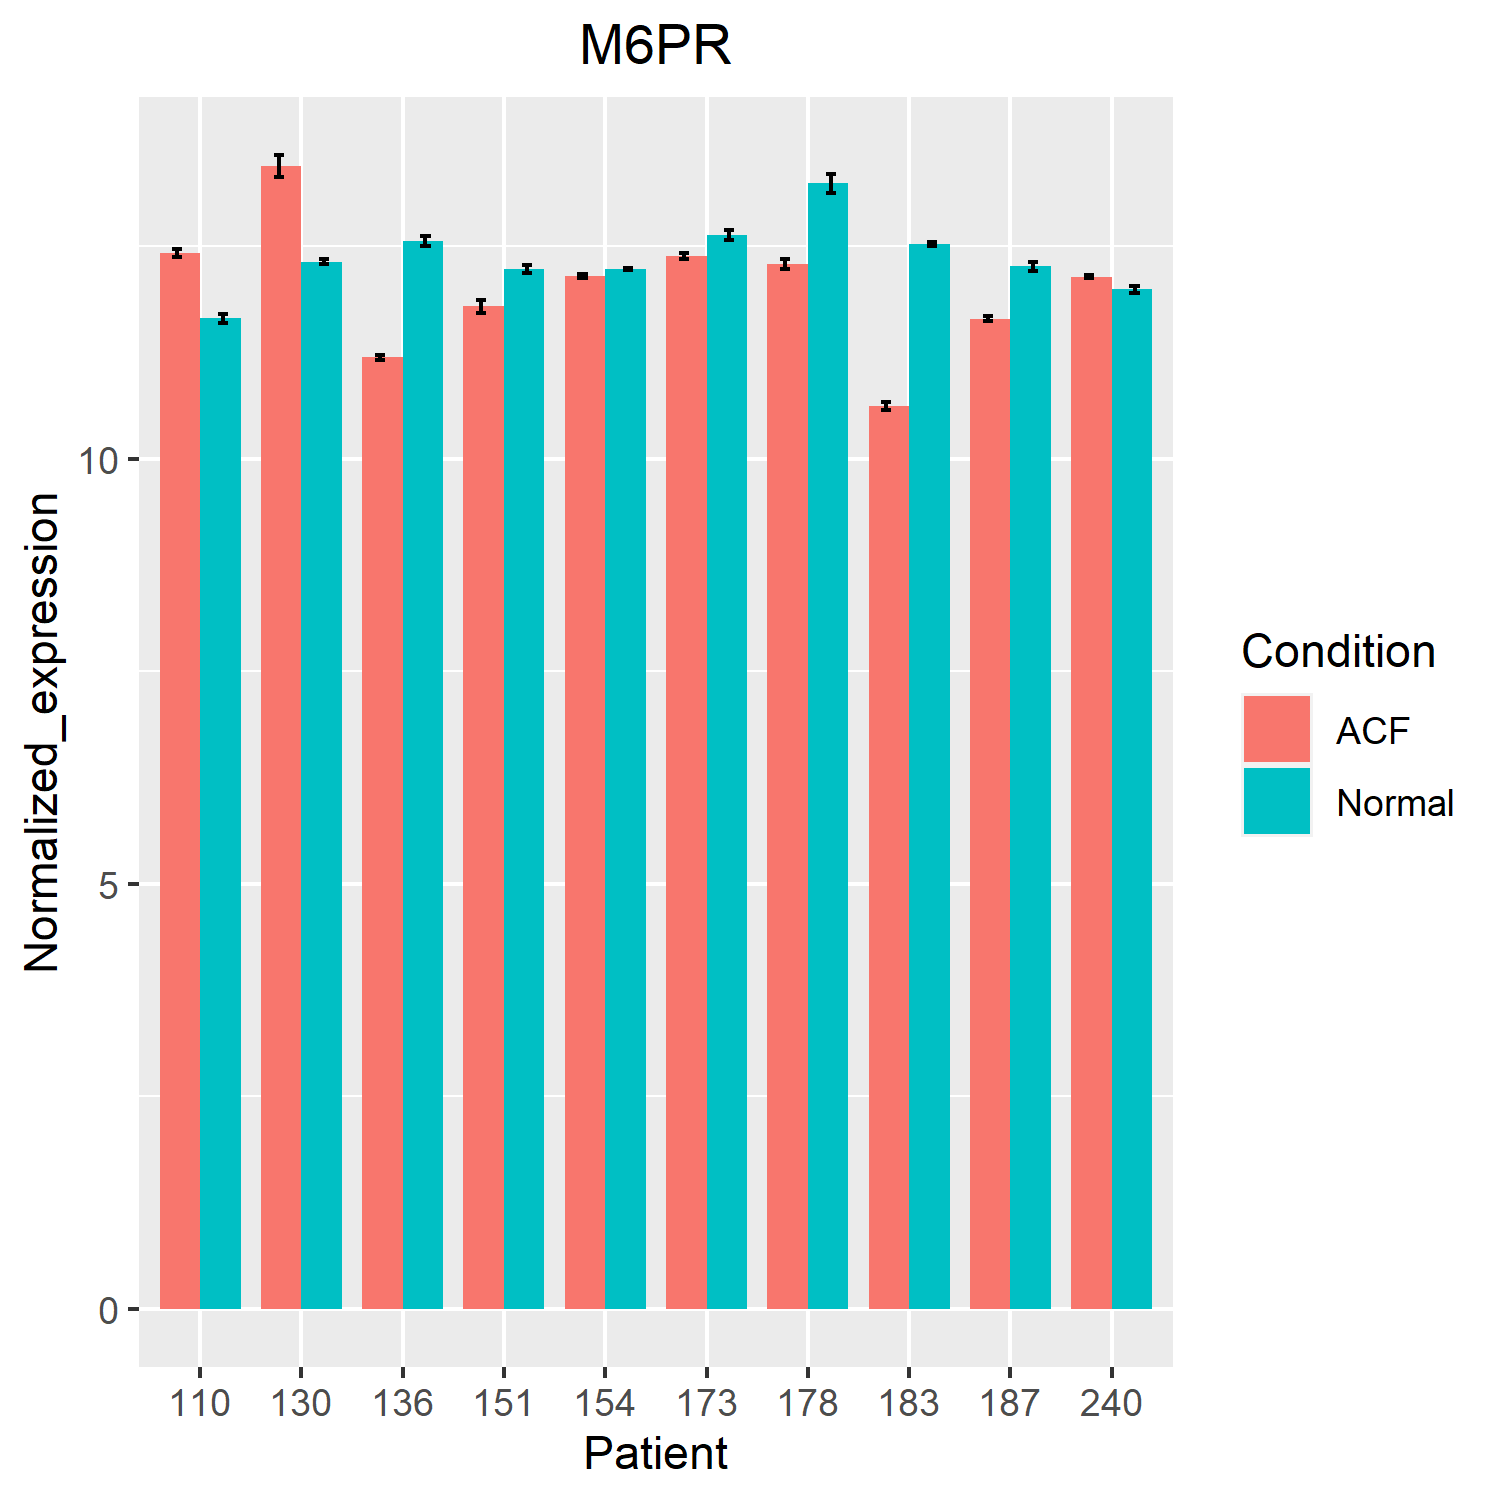 M6PR
Normalized_expression
10
5
0
110 130 136 151 154 173 178 183 187 240
Patient
Condition
ACF
Normal